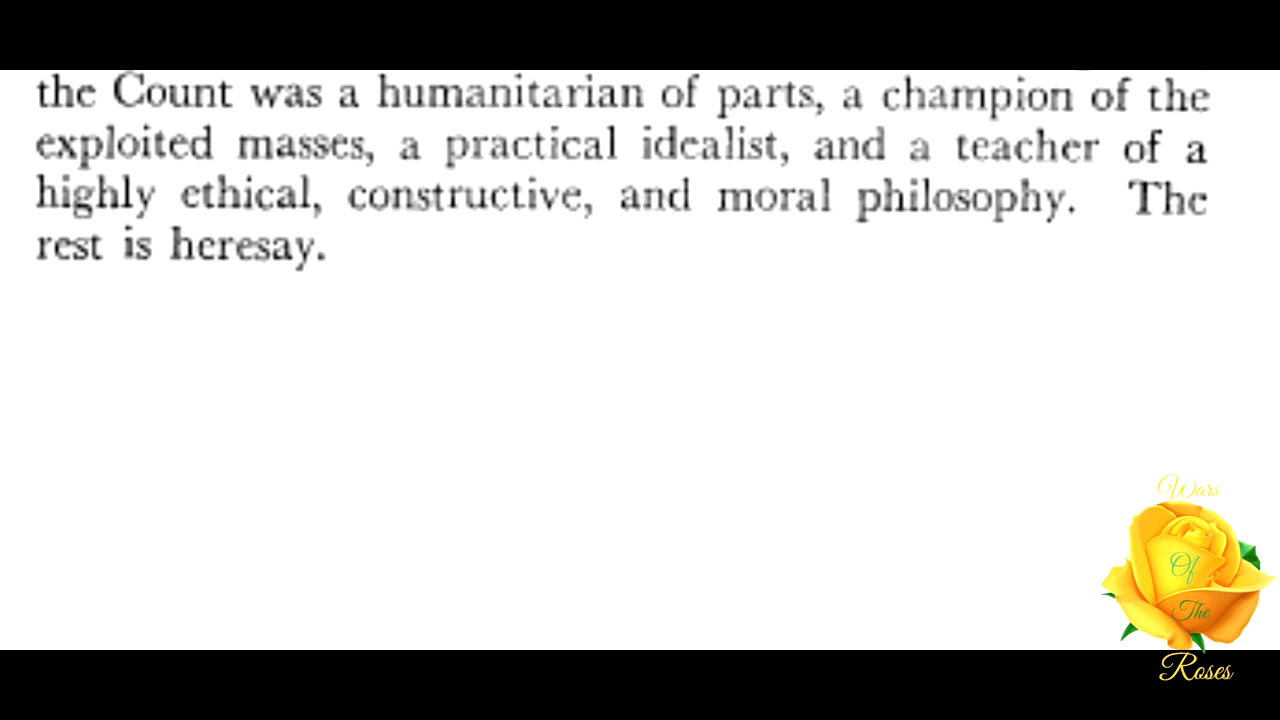 the Count was a humanitarian of parts, a champion of the
exploited masses, a practical idealist, and a teacher of a
highly ethical, constructive, and moral philosophy. The
rest is heresay.
Wars
Of
The
Roses